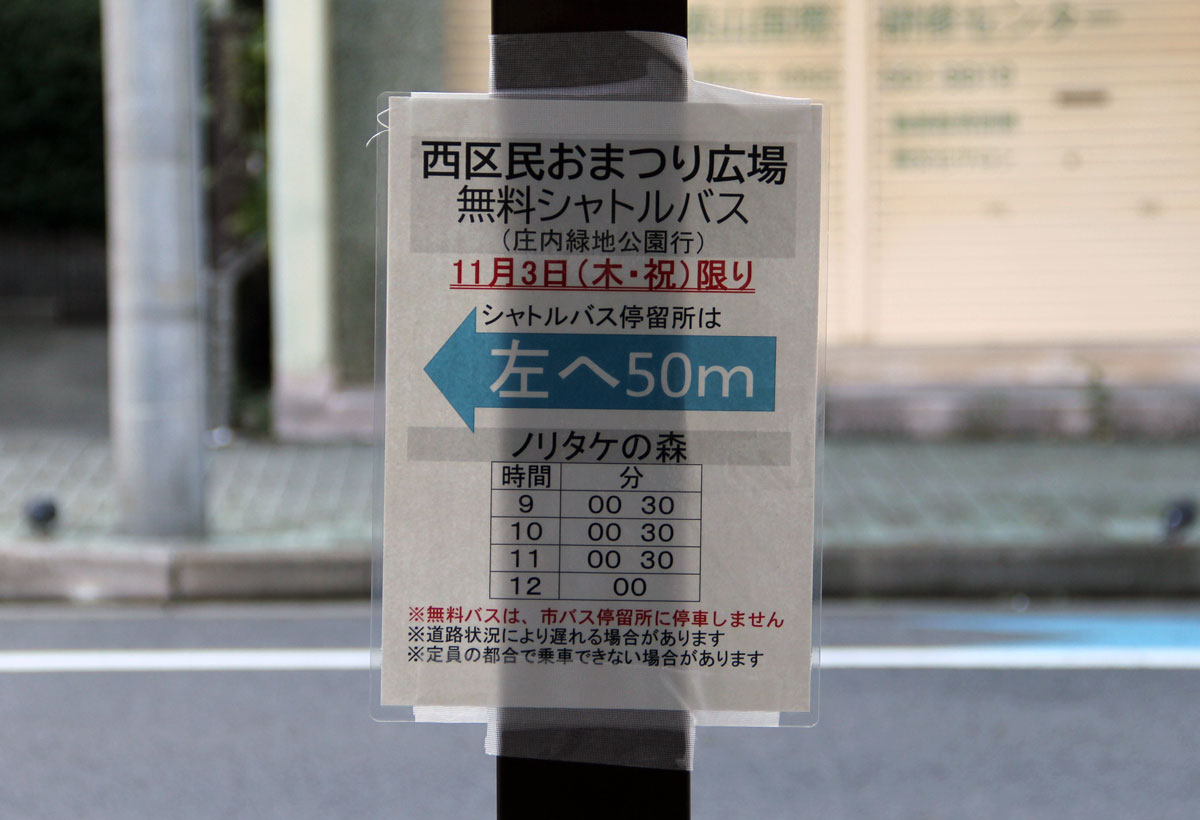 西区民おまつり広場
無料シャトルバス
（庄内緑地公園行）
11月3日（木・祝）限り
シャトルバス停留所は
左へ50m
ノリタケの森
時間 分
9 00 30
10 00 30
11 00 30
12 00
※無料バスは、市バス停留所に停車しません
※道路状況により遅れる場合があります
※定員の都合で乗車できない場合があります